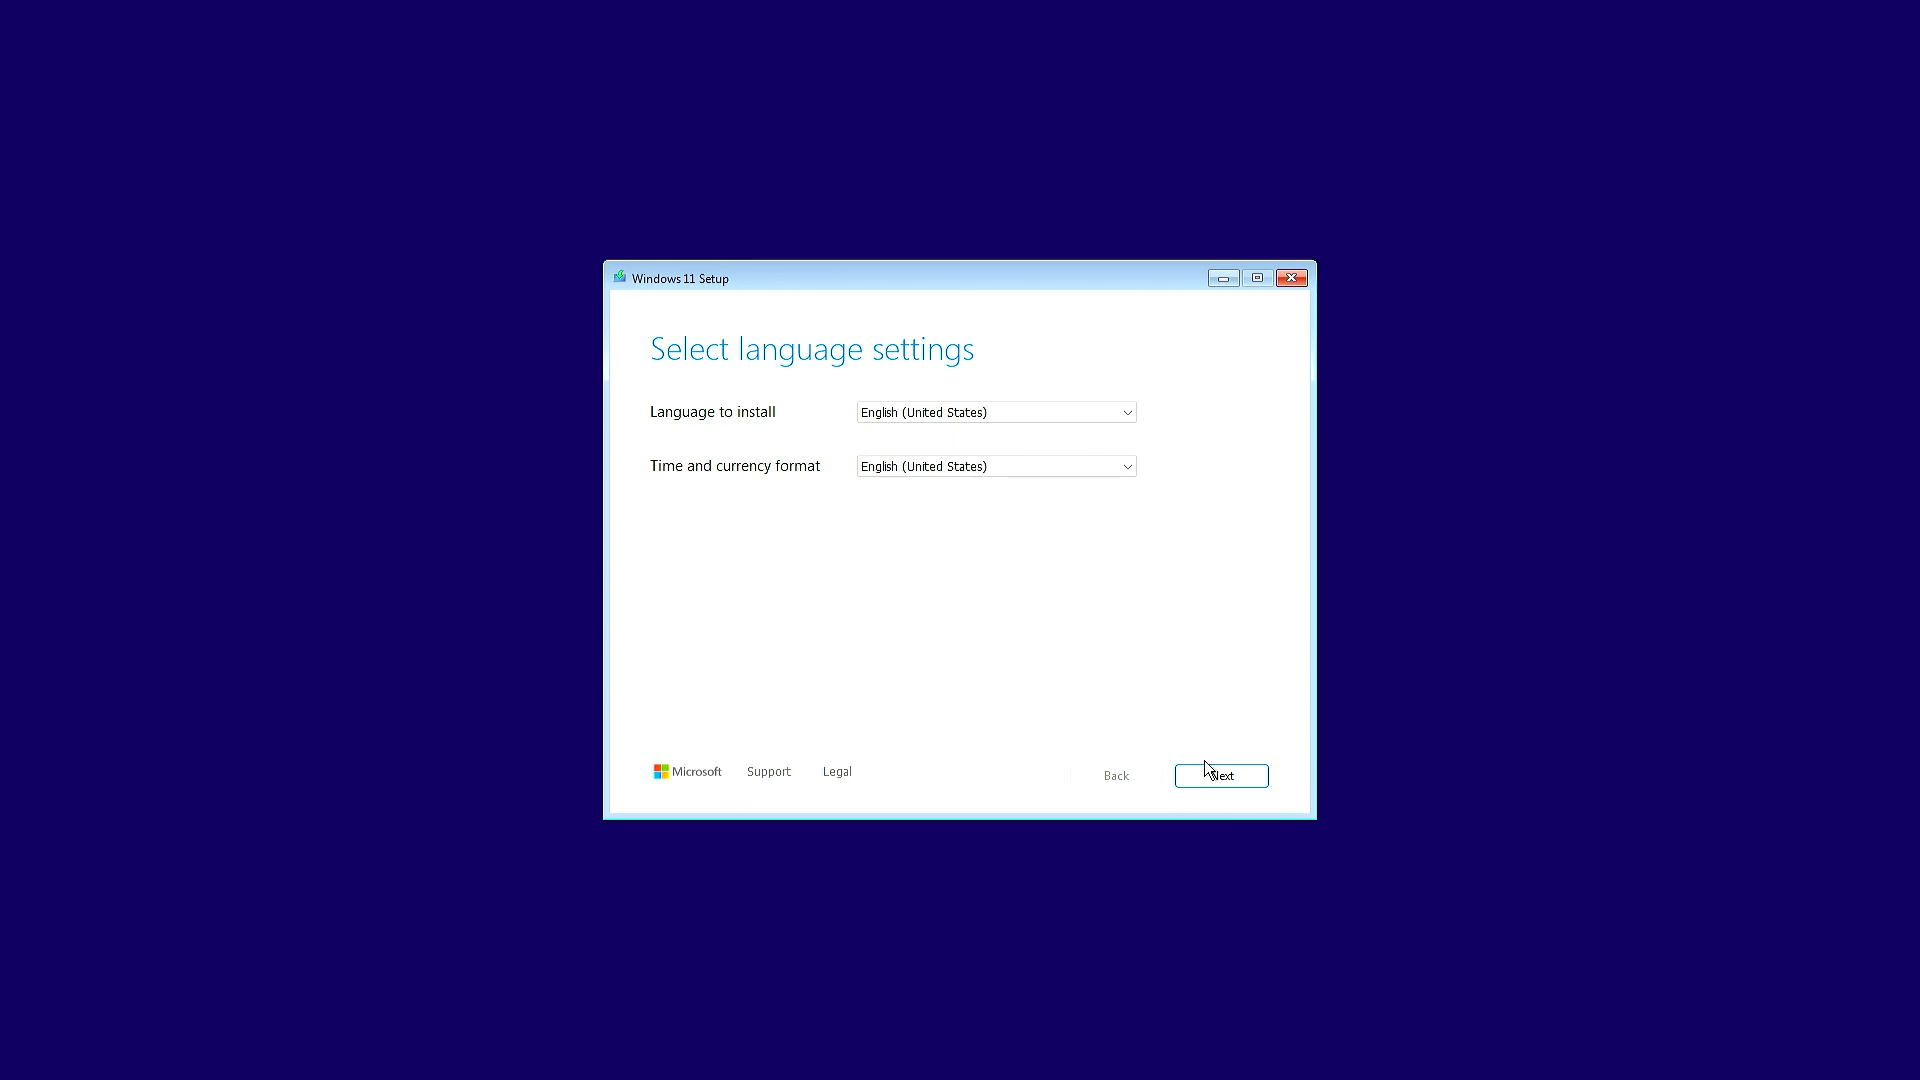 Windows 11 Setup
Select language settings
Language to install
English (United States)
Time and currency format
English (United States)
Microsoft
Support
Legal
Back
Next